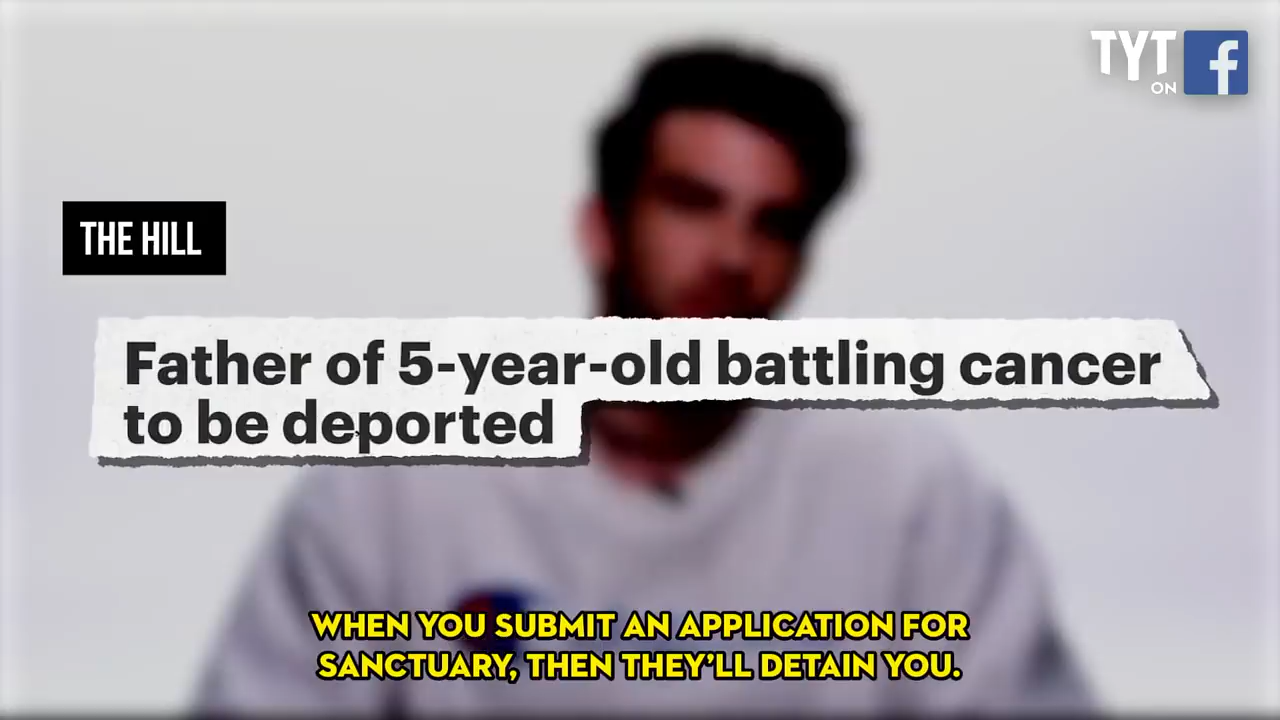 TYT
ON
f
THE HILL
Father of 5-year-old battling cancer
to be deported
WHEN YOU SUBMIT AN APPLICATION FOR
SANCTUARY, THEN THEY'LL DETAIN YOU.